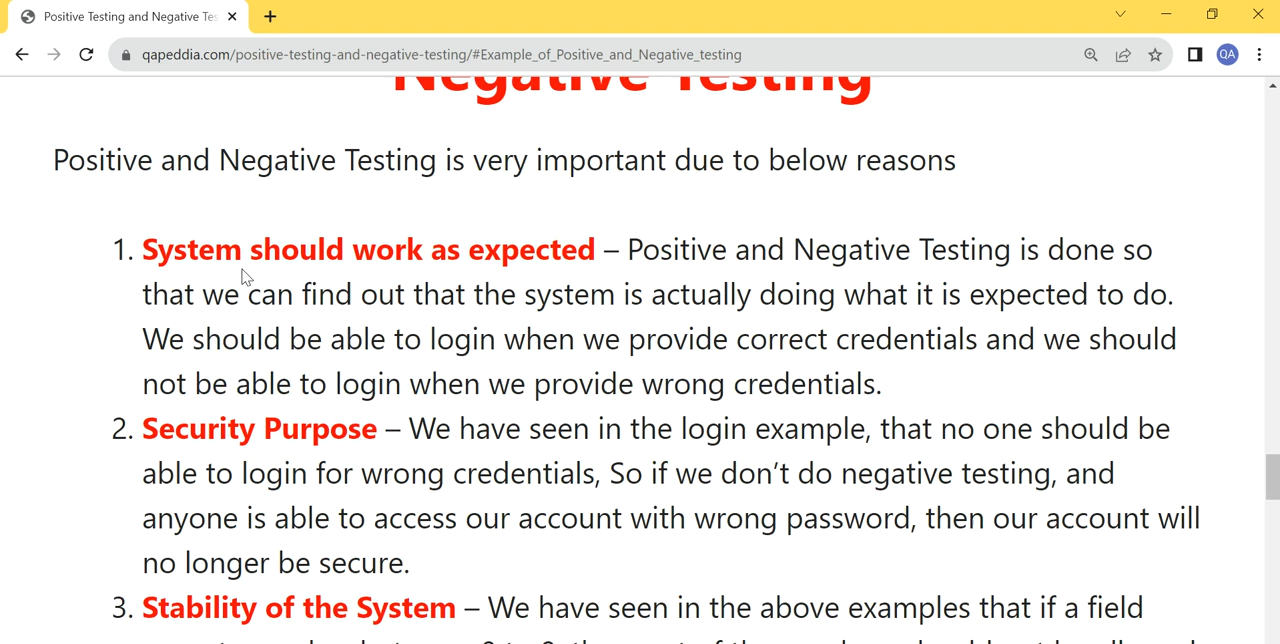 Positive Testing and Negative Tes
qapeddia.com/positive-testing-and-negative-testing/#Example_of_Positive_and_Negative_testing
QA
Negative Testing
Positive and Negative Testing is very important due to below reasons
1. System should work as expected – Positive and Negative Testing is done so
that we can find out that the system is actually doing what it is expected to do.
We should be able to login when we provide correct credentials and we should
not be able to login when we provide wrong credentials.
2. Security Purpose – We have seen in the login example, that no one should be
able to login for wrong credentials, So if we don’t do negative testing, and
anyone is able to access our account with wrong password, then our account will
no longer be secure.
3. Stability of the System – We have seen in the above examples that if a field